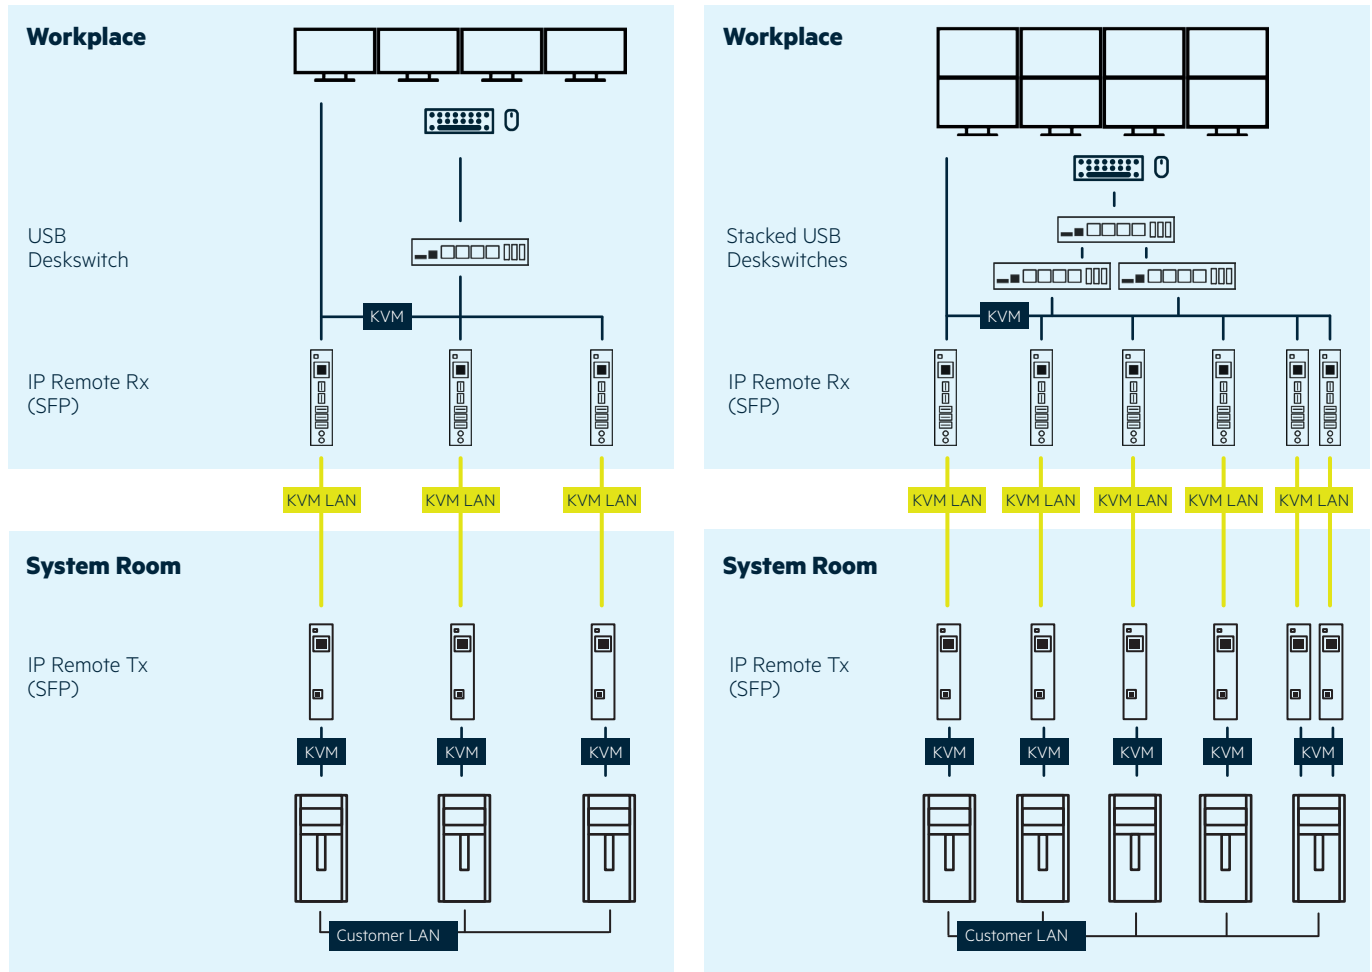 Workplace
USB
Deskswitch
KVM
IP Remote Rx
(SFP)
KVM LAN
KVM LAN
KVM LAN
System Room
IP Remote Tx
(SFP)
KVM
KVM
KVM
Customer LAN
Workplace
Stacked USB
Deskswitches
KVM
IP Remote Rx
(SFP)
KVM LAN
KVM LAN
KVM LAN
KVM LAN
KVM LAN
System Room
IP Remote Tx
(SFP)
KVM
KVM
KVM
KVM
KVM
Customer LAN